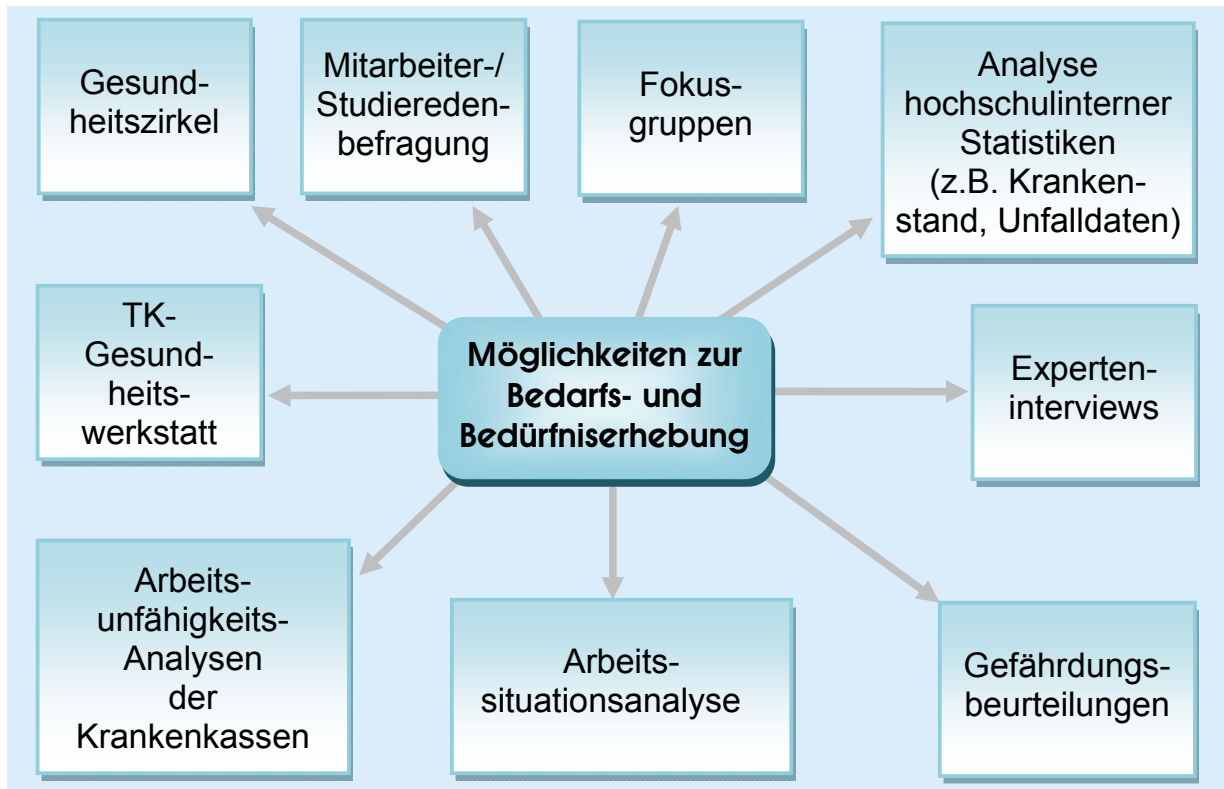 Gesund-
heitszirkel
Mitarbeiter-/
Studiereden-
befragung
Fokus-
gruppen
Analyse
hochschulinterner
Statistiken
(z.B. Kranken-
stand, Unfalldaten)
TK-
Gesund-
heits-
werkstatt
Möglichkeiten zur
Bedarfs- und
Bedürfniserhebung
Experten-
interviews
Arbeits-
unfähigkeits-
Analysen
der
Krankenkassen
Arbeits-
situationsanalyse
Gefährdungs-
beurteilungen